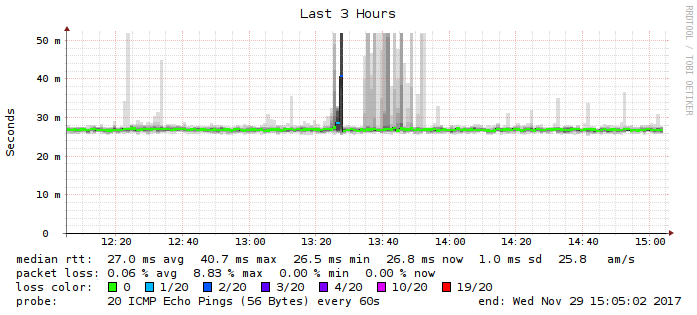 Last 3 Hours
RRDTOOL / TOBI OETIKER
Seconds
50 m
40 m
30 m
20 m
10 m
0
12:20 12:40 13:00 13:20 13:40 14:00 14:20 14:40 15:00
median rtt: 27.0 ms avg 40.7 ms max 26.5 ms min 26.8 ms now 1.0 ms sd 25.8 am/s
packet loss: 0.06 % avg 8.83 % max 0.00 % min 0.00 % now
loss color: 0 1/20 2/20 3/20 4/20 10/20 19/20
probe: 20 ICMP Echo Pings (56 Bytes) every 60s end: Wed Nov 29 15:05:02 2017